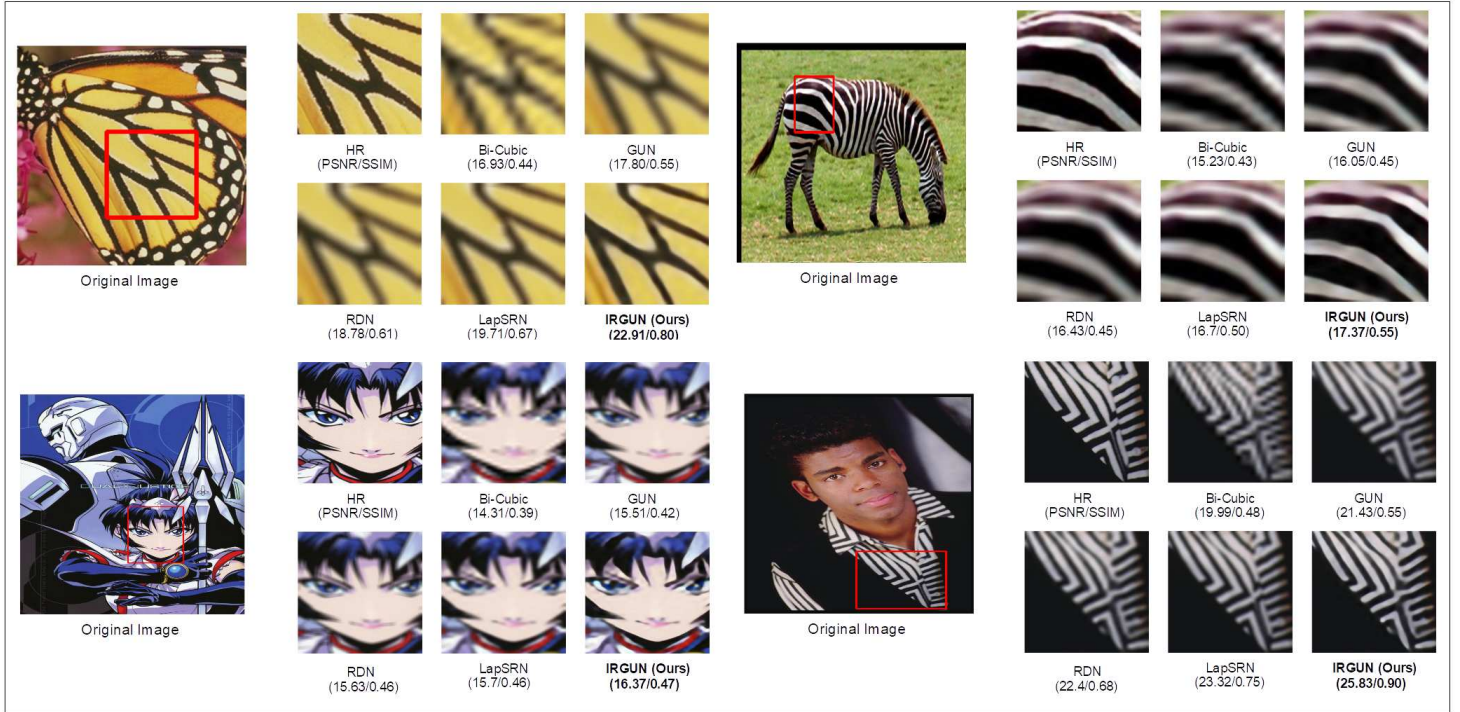 HR
(PSNR/SSIM)
Bi-Cubic
(16.93/0.44)
GUN
(17.80/0.55)
Original Image
RDN
(18.78/0.61)
LapSRN
(19.71/0.67)
IRGUN (Ours)
(22.91/0.80)
HR
(PSNR/SSIM)
Bi-Cubic
(15.23/0.43)
GUN
(16.05/0.45)
Original Image
RDN
(16.43/0.45)
LapSRN
(16.7/0.50)
IRGUN (Ours)
(17.37/0.55)
HR
(PSNR/SSIM)
Bi-Cubic
(14.31/0.39)
GUN
(15.51/0.42)
DUAL JUSTICE
Original Image
RDN
(15.63/0.46)
LapSRN
(15.7/0.46)
IRGUN (Ours)
(16.37/0.47)
HR
(PSNR/SSIM)
Bi-Cubic
(19.99/0.48)
GUN
(21.43/0.55)
Original Image
RDN
(22.4/0.68)
LapSRN
(23.32/0.75)
IRGUN (Ours)
(25.83/0.90)